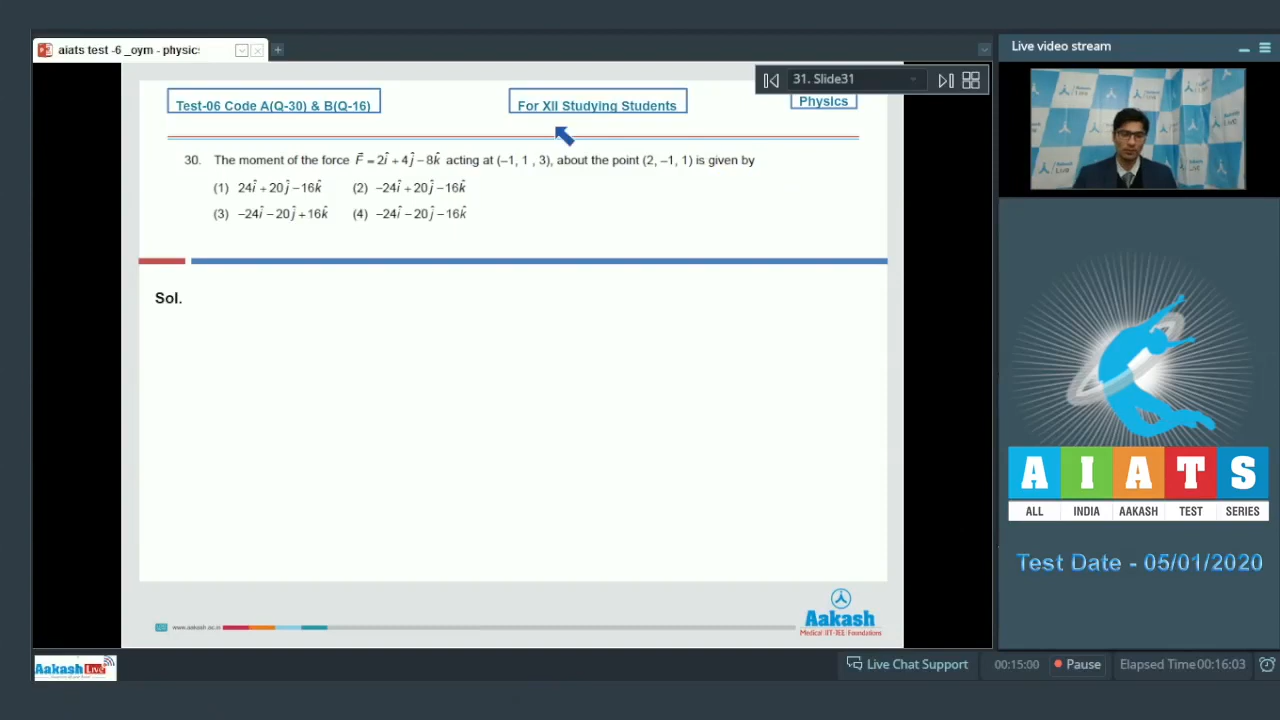 aiats test -6 _oym - physic:
Live video stream
31. Slide31
Test-06 Code A(Q-30) & B(Q-16)
For XII Studying Students
Physics
30. The moment of the force F⃗ = 2î + 4ĵ − 8k̂ acting at (−1, 1 , 3), about the point (2, −1, 1) is given by
(1) 24î + 20ĵ − 16k̂ (2) −24î + 20ĵ − 16k̂
(3) −24î − 20ĵ + 16k̂ (4) −24î − 20ĵ − 16k̂
Sol.
A I A T S
ALL INDIA AAKASH TEST SERIES
Test Date - 05/01/2020
www.aakash.ac.in
Aakash
Medical IIT-JEE Foundations
Aakash Live
Live Chat Support
00:15:00
Pause
Elapsed Time 00:16:03